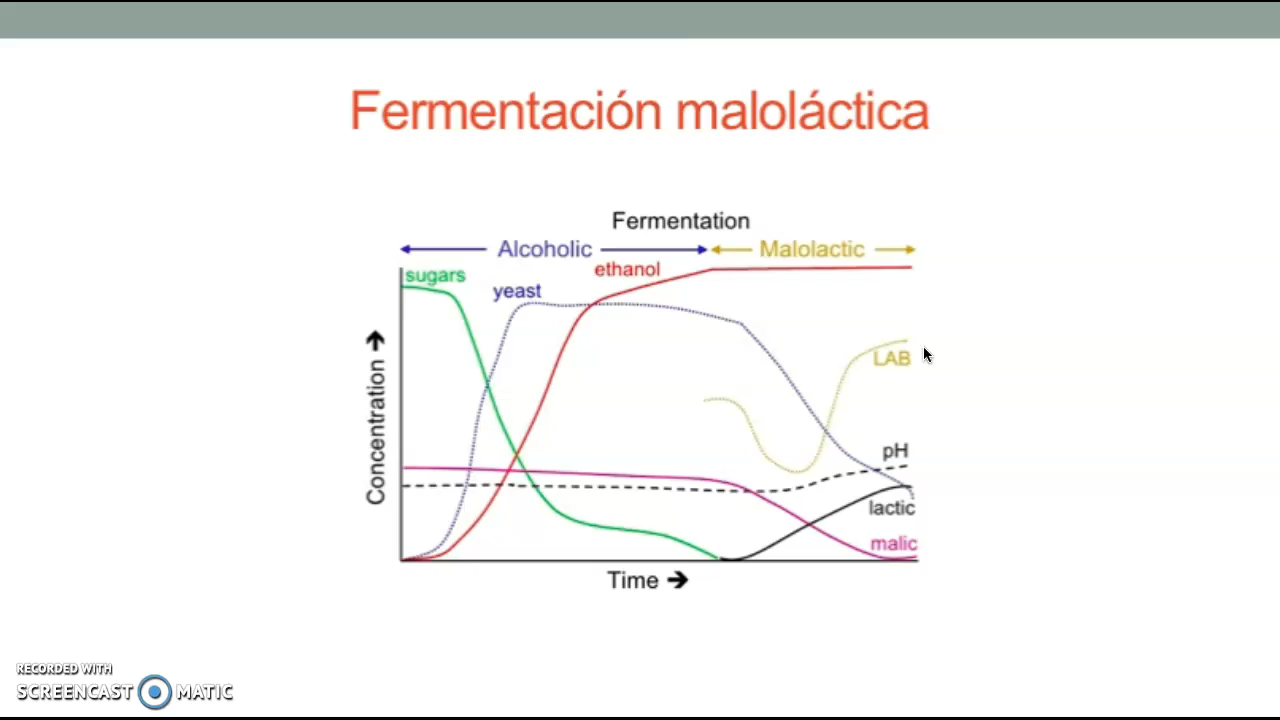 Fermentación maloláctica
Fermentation
Alcoholic
Malolactic
ethanol
sugars
yeast
LAB
pH
lactic
malic
Concentration ➔
Time ➔
RECORDED WITH
SCREENCAST MATIC